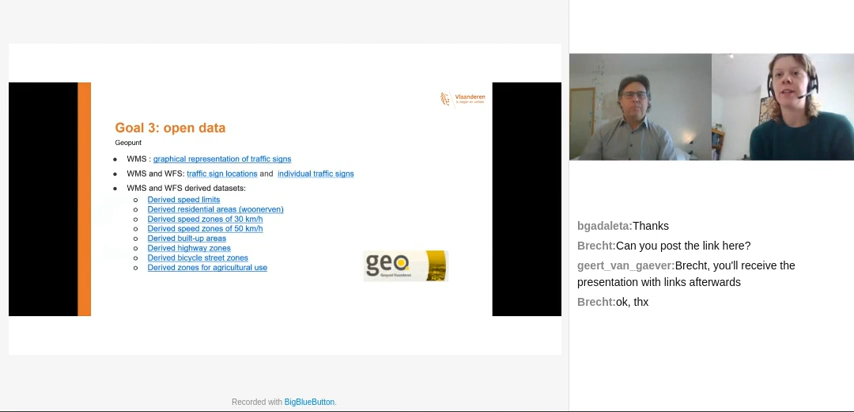 Vlaanderen
Goal 3: open data
Geopunt
WMS : graphical representation of traffic signs
WMS and WFS: traffic sign locations and individual traffic signs
WMS and WFS derived datasets:
Derived speed limits
Derived residential areas (woonerven)
Derived speed zones of 30 km/h
Derived speed zones of 50 km/h
Derived built-up areas
Derived highway zones
Derived bicycle street zones
Derived zones for agricultural use
geo.
Recorded with BigBlueButton.
bgadaleta:Thanks
Brecht:Can you post the link here?
geert_van_gaever:Brecht, you'll receive the
presentation with links afterwards
Brecht:ok, thx